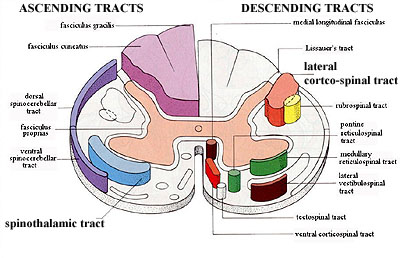 ASCENDING TRACTS
DESCENDING TRACTS
fasciculus gracilis
medial longitudinal fasciculus
fasciculus cuneatus
Lissauer's tract
lateral
cortco-spinal tract
dorsal
spinocerebellar
tract
rubrospinal tract
fasciculus
proprius
pontine
reticulospinal tract
ventral
spinocerebellar
tract
medullary
reticulospinal tract
lateral
vestibulospinal tract
spinothalamic tract
tectospinal tract
ventral corticospinal tract